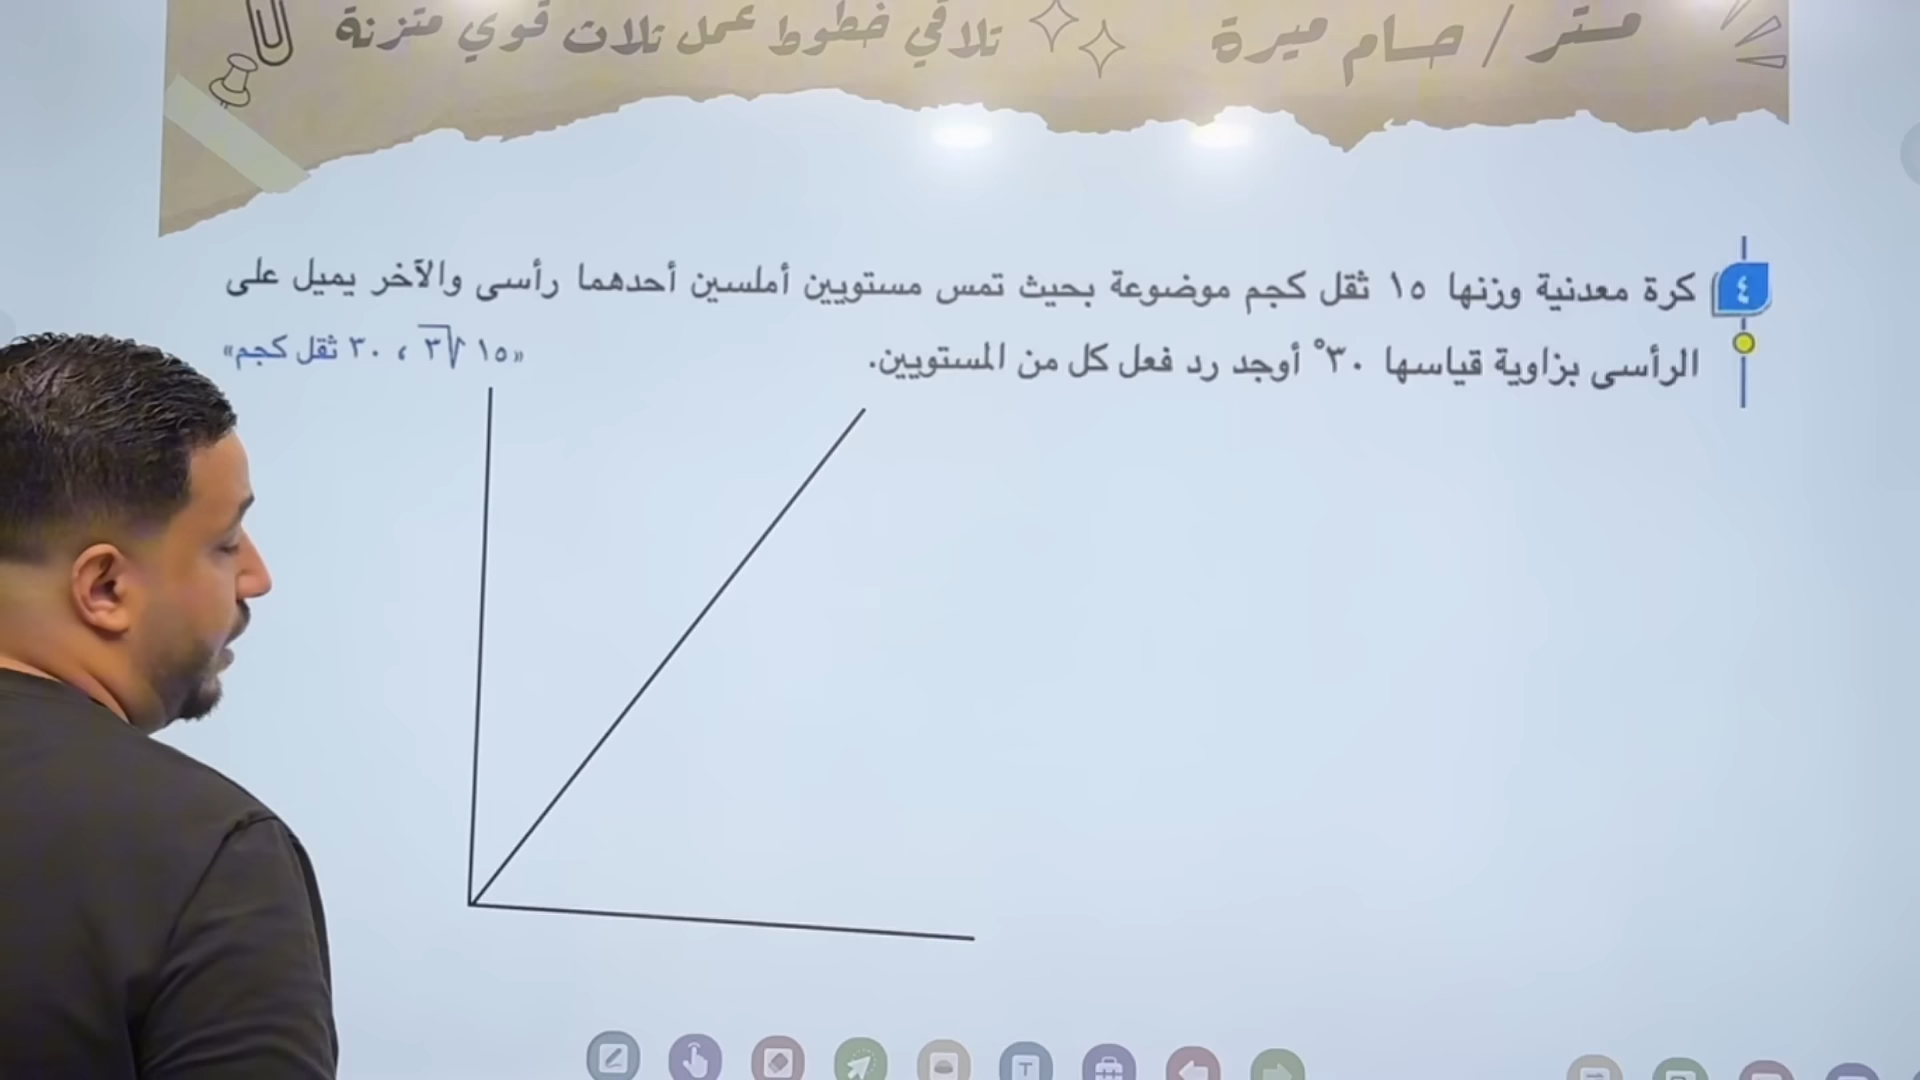 مستر / حسام ميرة تلاقي خطوط عمل تلات قوي متزنة
٤ كرة معدنية وزنها ١٥ ثقل كجم موضوعة بحيث تمس مستويين أملسين أحدهما رأسى والآخر يميل على
الرأسى بزاوية قياسها ٣٠° أوجد رد فعل كل من المستويين.
«١٥ √٣ ، ٣٠ ثقل كجم»
T